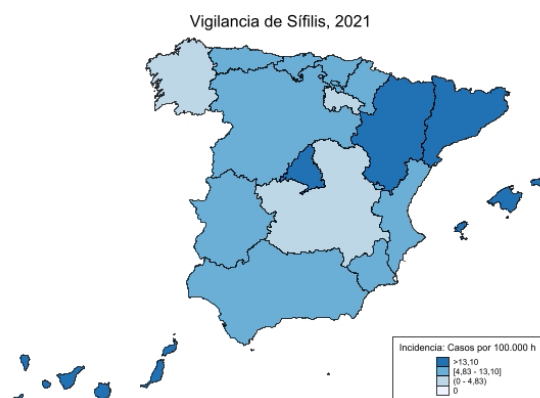 Vigilancia de Sífilis, 2021
Incidencia: Casos por 100.000 h
>13,10
[4,83 - 13,10]
(0 - 4,83)
0